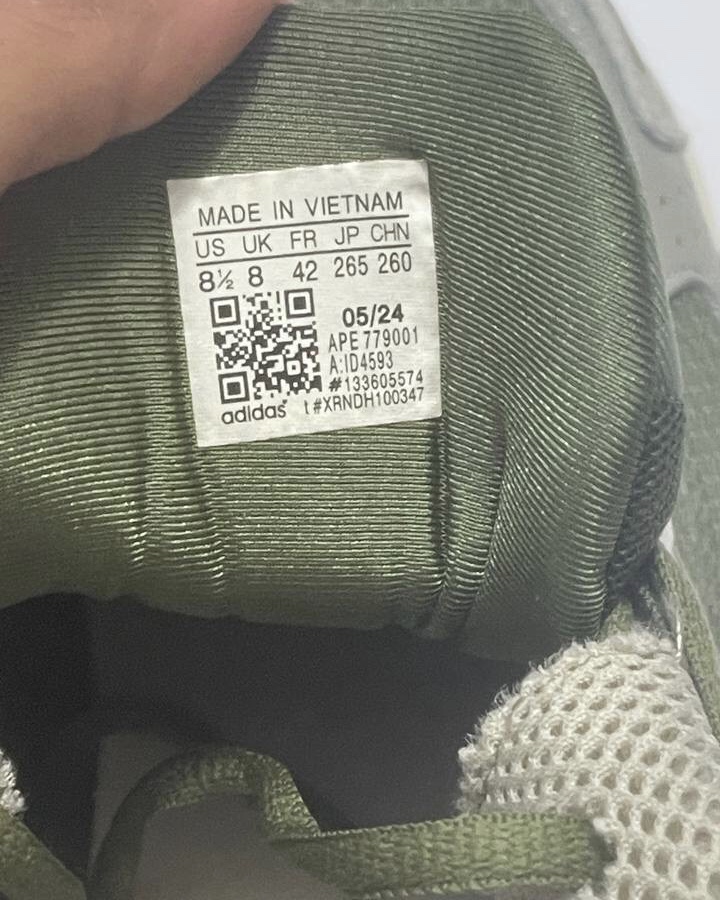 MADE IN VIETNAM
US UK FR JP CHN
8½ 8 42 265 260
05/24
APE 779001
A:ID4593
#133605574
adidas t#XRNDH100347